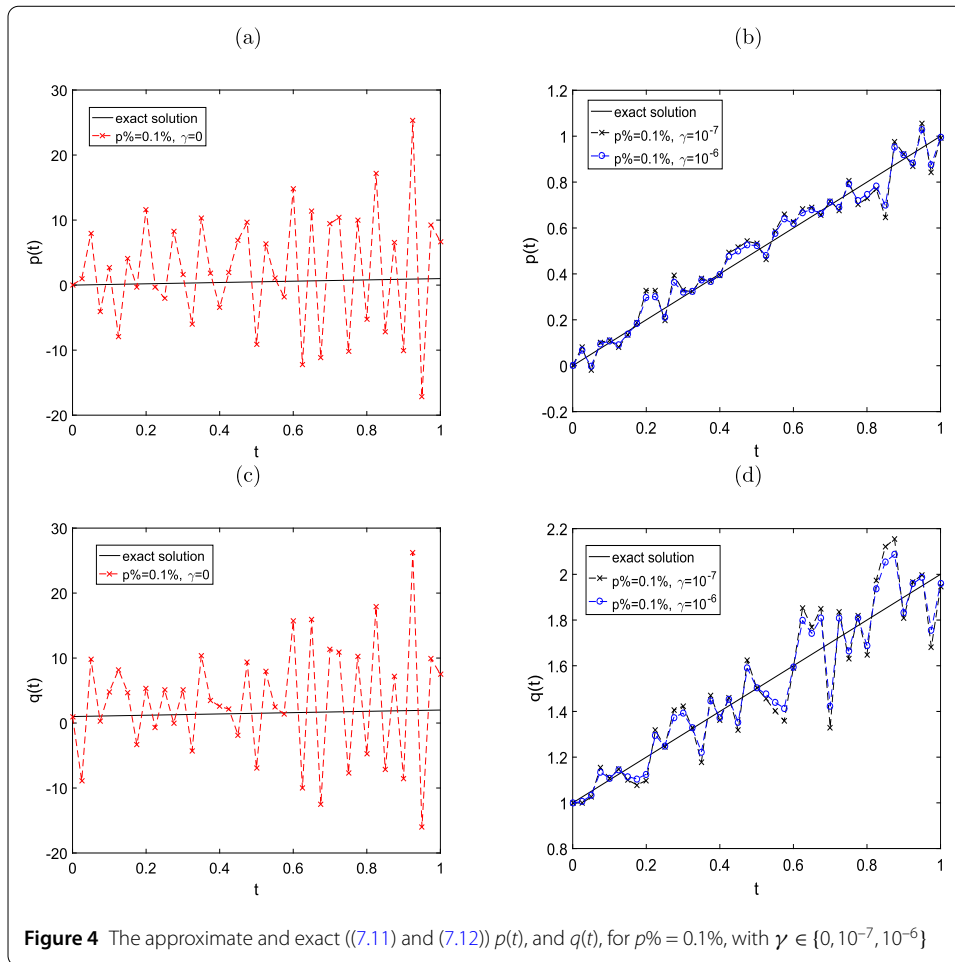 (a)
30
20
10
0
-10
-20
p(t)
0 0.2 0.4 0.6 0.8 1
t
exact solution
p%=0.1%, γ=0
(b)
1.2
1
0.8
0.6
0.4
0.2
0
-0.2
p(t)
0 0.2 0.4 0.6 0.8 1
t
exact solution
p%=0.1%, γ=10⁻⁷
p%=0.1%, γ=10⁻⁶
(c)
30
20
10
0
-10
-20
q(t)
0 0.2 0.4 0.6 0.8 1
t
exact solution
p%=0.1%, γ=0
(d)
2.2
2
1.8
1.6
1.4
1.2
1
0.8
q(t)
0 0.2 0.4 0.6 0.8 1
t
exact solution
p%=0.1%, γ=10⁻⁷
p%=0.1%, γ=10⁻⁶
Figure 4 The approximate and exact ((7.11) and (7.12)) p(t), and q(t), for p% = 0.1%, with γ ∈ {0, 10⁻⁷, 10⁻⁶}